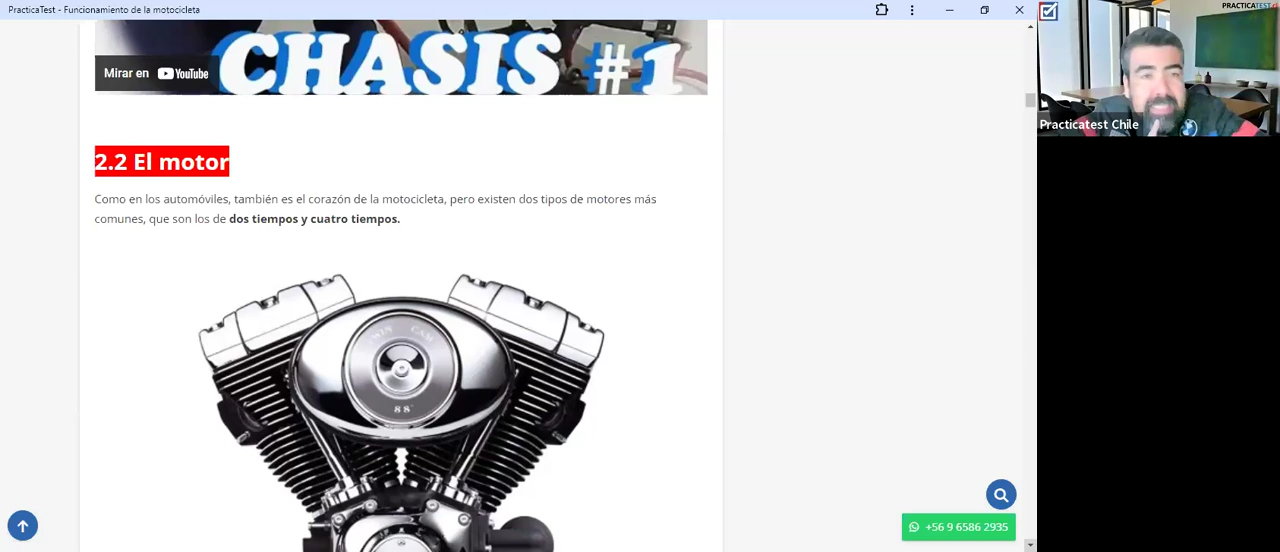 PracticaTest - Funcionamiento de la motocicleta
PRACTICATEST
CHASIS #1
Mirar en YouTube
Practicatest Chile
2.2 El motor
Como en los automóviles, también es el corazón de la motocicleta, pero existen dos tipos de motores más
comunes, que son los de dos tiempos y cuatro tiempos.
88
+56 9 6586 2935